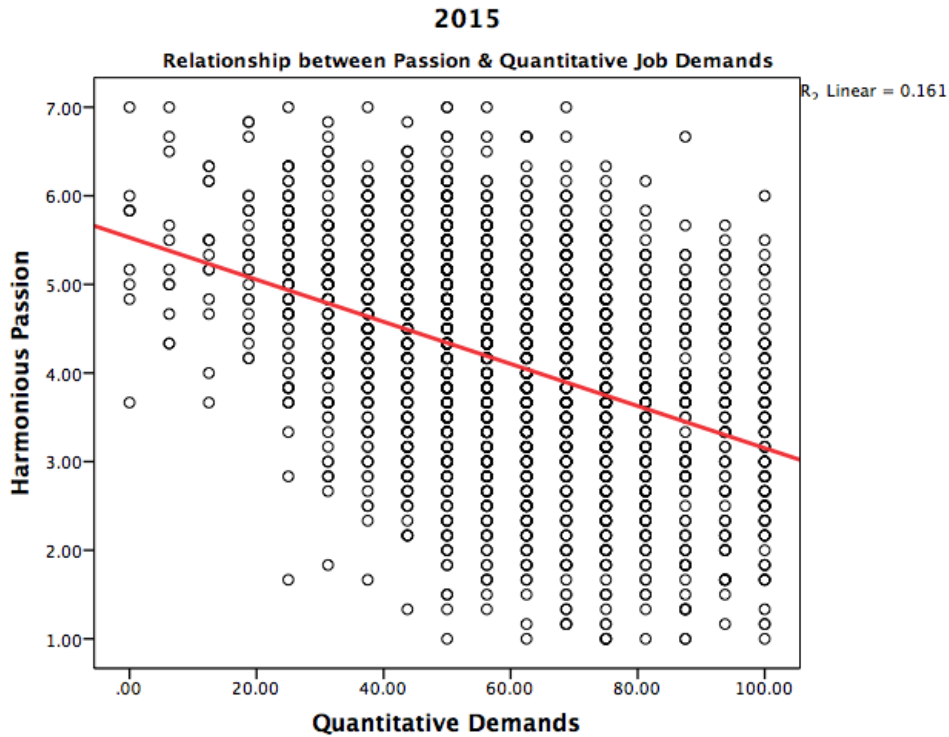 2015
Relationship between Passion & Quantitative Job Demands
R2 Linear = 0.161
7.00
6.00
5.00
4.00
3.00
2.00
1.00
Harmonious Passion
.00 20.00 40.00 60.00 80.00 100.00
Quantitative Demands